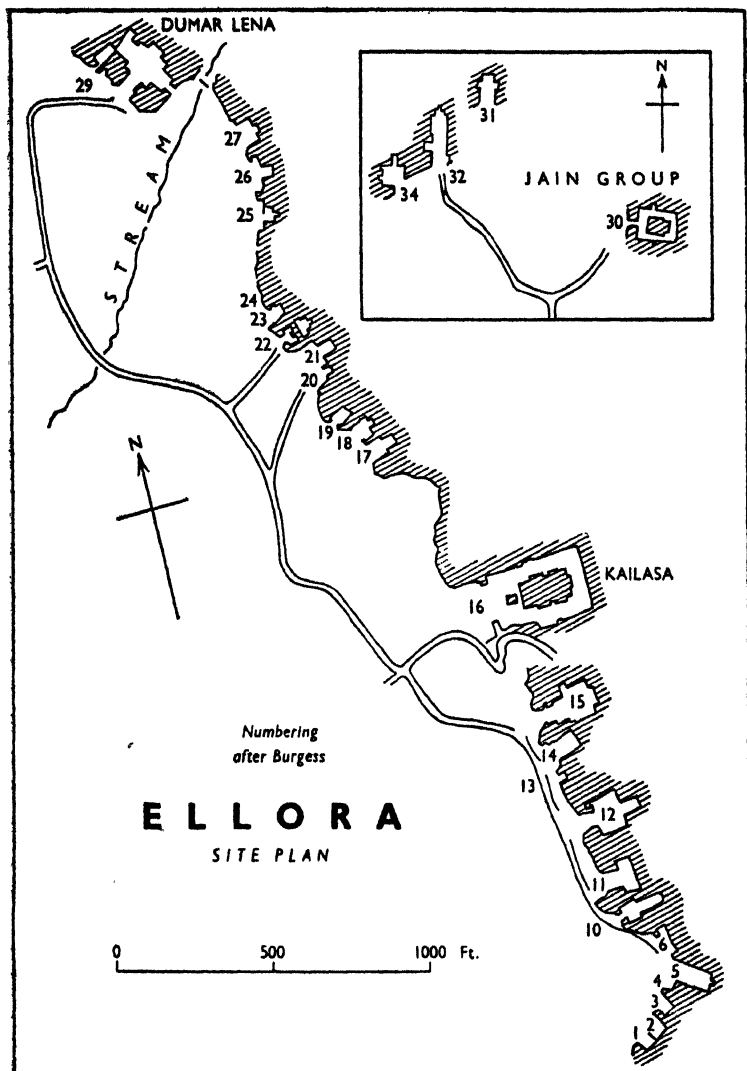 DUMAR LENA
29
STREAM
27
26
25
24
23
22
21
20
19
18
17
N
31
32
34
JAIN GROUP
30
N
KAILASA
16
15
14
13
12
11
10
6
5
4
3
2
1
Numbering
after Burgess
ELLORA
SITE PLAN
0 500 1000 Ft.